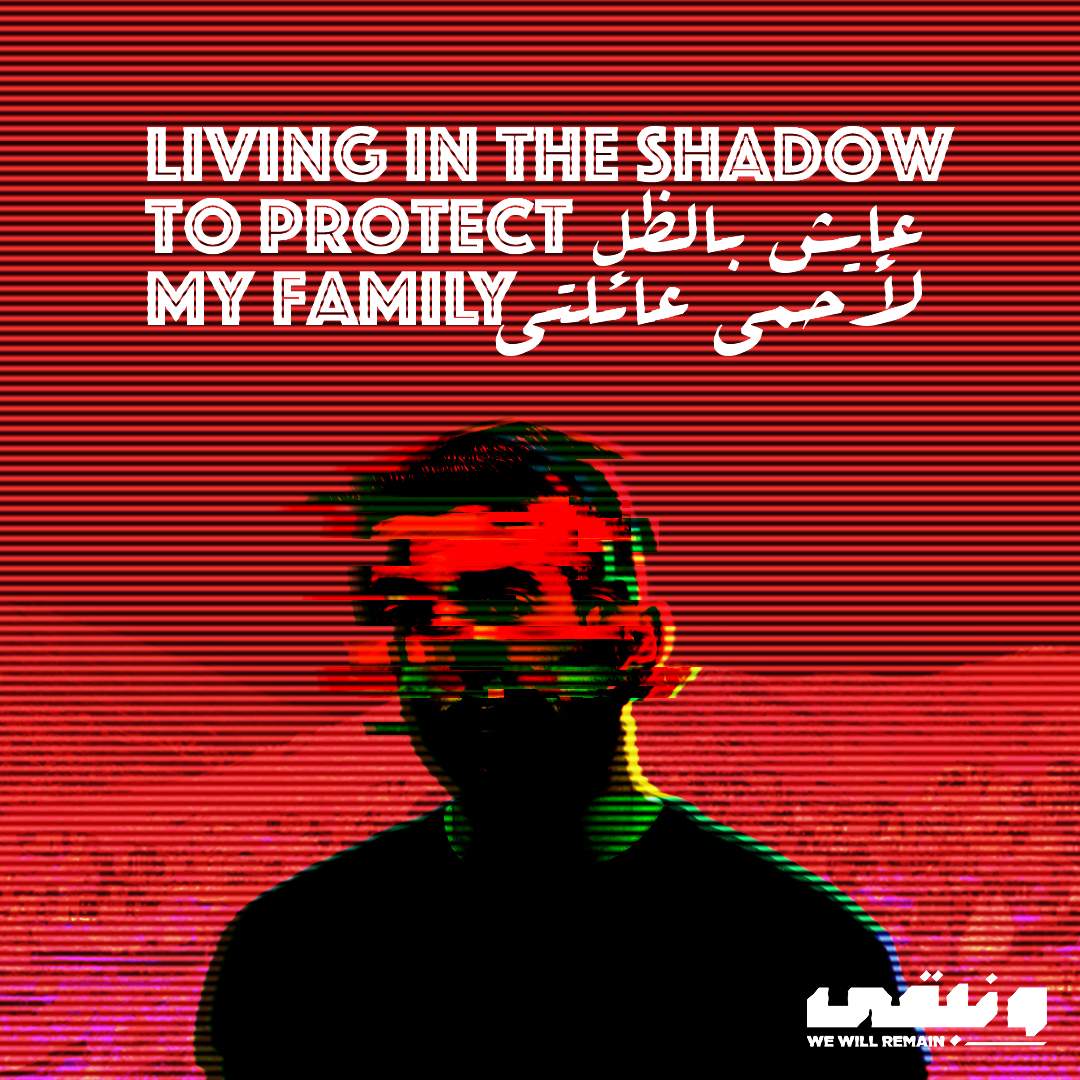 LIVING IN THE SHADOW
TO PROTECT
MY FAMILY
عايش بالظل
لأحمي عائلتي
ونبقى
WE WILL REMAIN